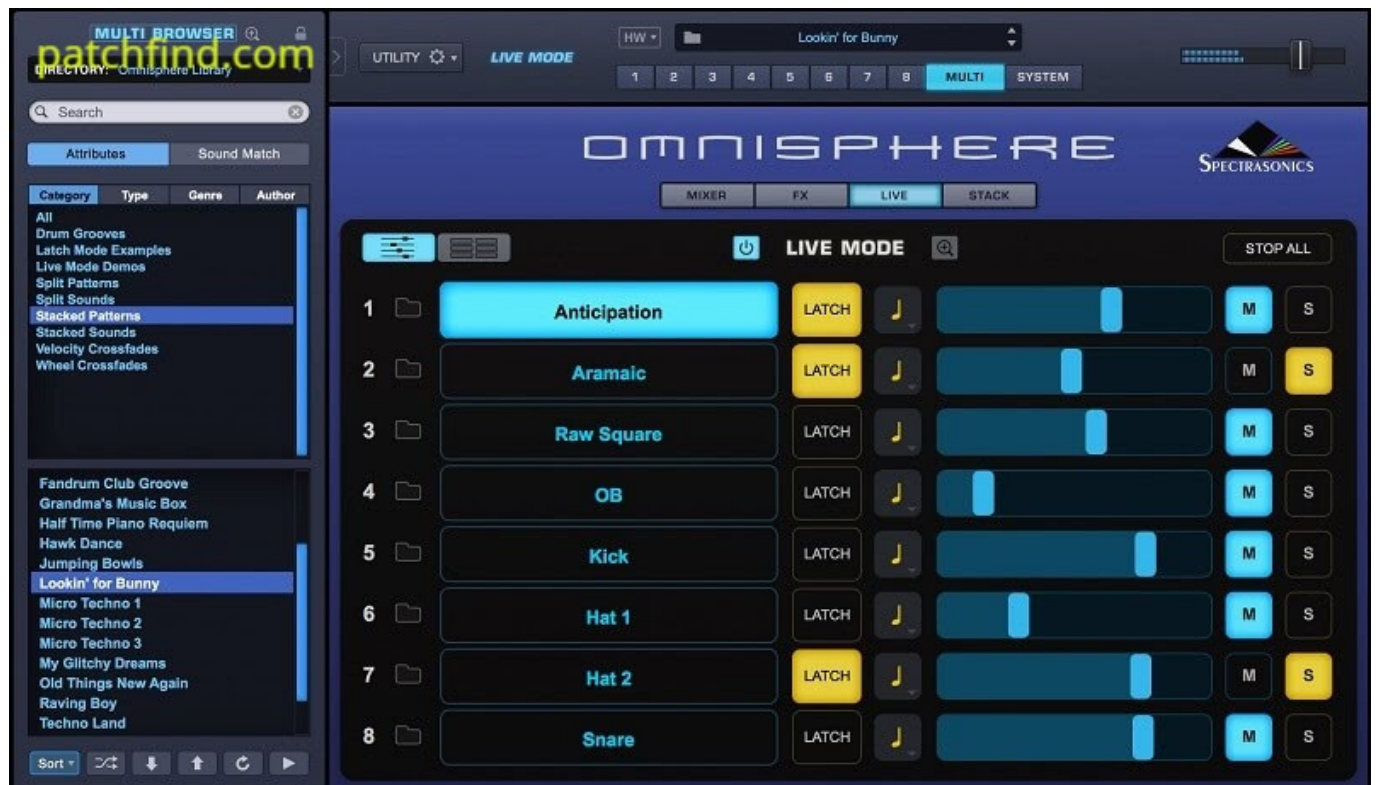 MULTI BROWSER
patchfind.com
DIRECTORY: Omnisphere Library
Search
Attributes Sound Match
Category Type Genre Author
All
Drum Grooves
Latch Mode Examples
Live Mode Demos
Split Patterns
Split Sounds
Stacked Patterns
Stacked Sounds
Velocity Crossfades
Wheel Crossfades
Fandrum Club Groove
Grandma's Music Box
Half Time Piano Requiem
Hawk Dance
Jumping Bowls
Lookin' for Bunny
Micro Techno 1
Micro Techno 2
Micro Techno 3
My Glitchy Dreams
Old Things New Again
Raving Boy
Techno Land
Sort
UTILITY LIVE MODE
HW Lookin' for Bunny
1 2 3 4 5 6 7 8 MULTI SYSTEM
OMNISPHERE
SPECTRASONICS
MIXER FX LIVE STACK
LIVE MODE STOP ALL
1 Anticipation LATCH M S
2 Aramaic LATCH M S
3 Raw Square LATCH M S
4 OB LATCH M S
5 Kick LATCH M S
6 Hat 1 LATCH M S
7 Hat 2 LATCH M S
8 Snare LATCH M S